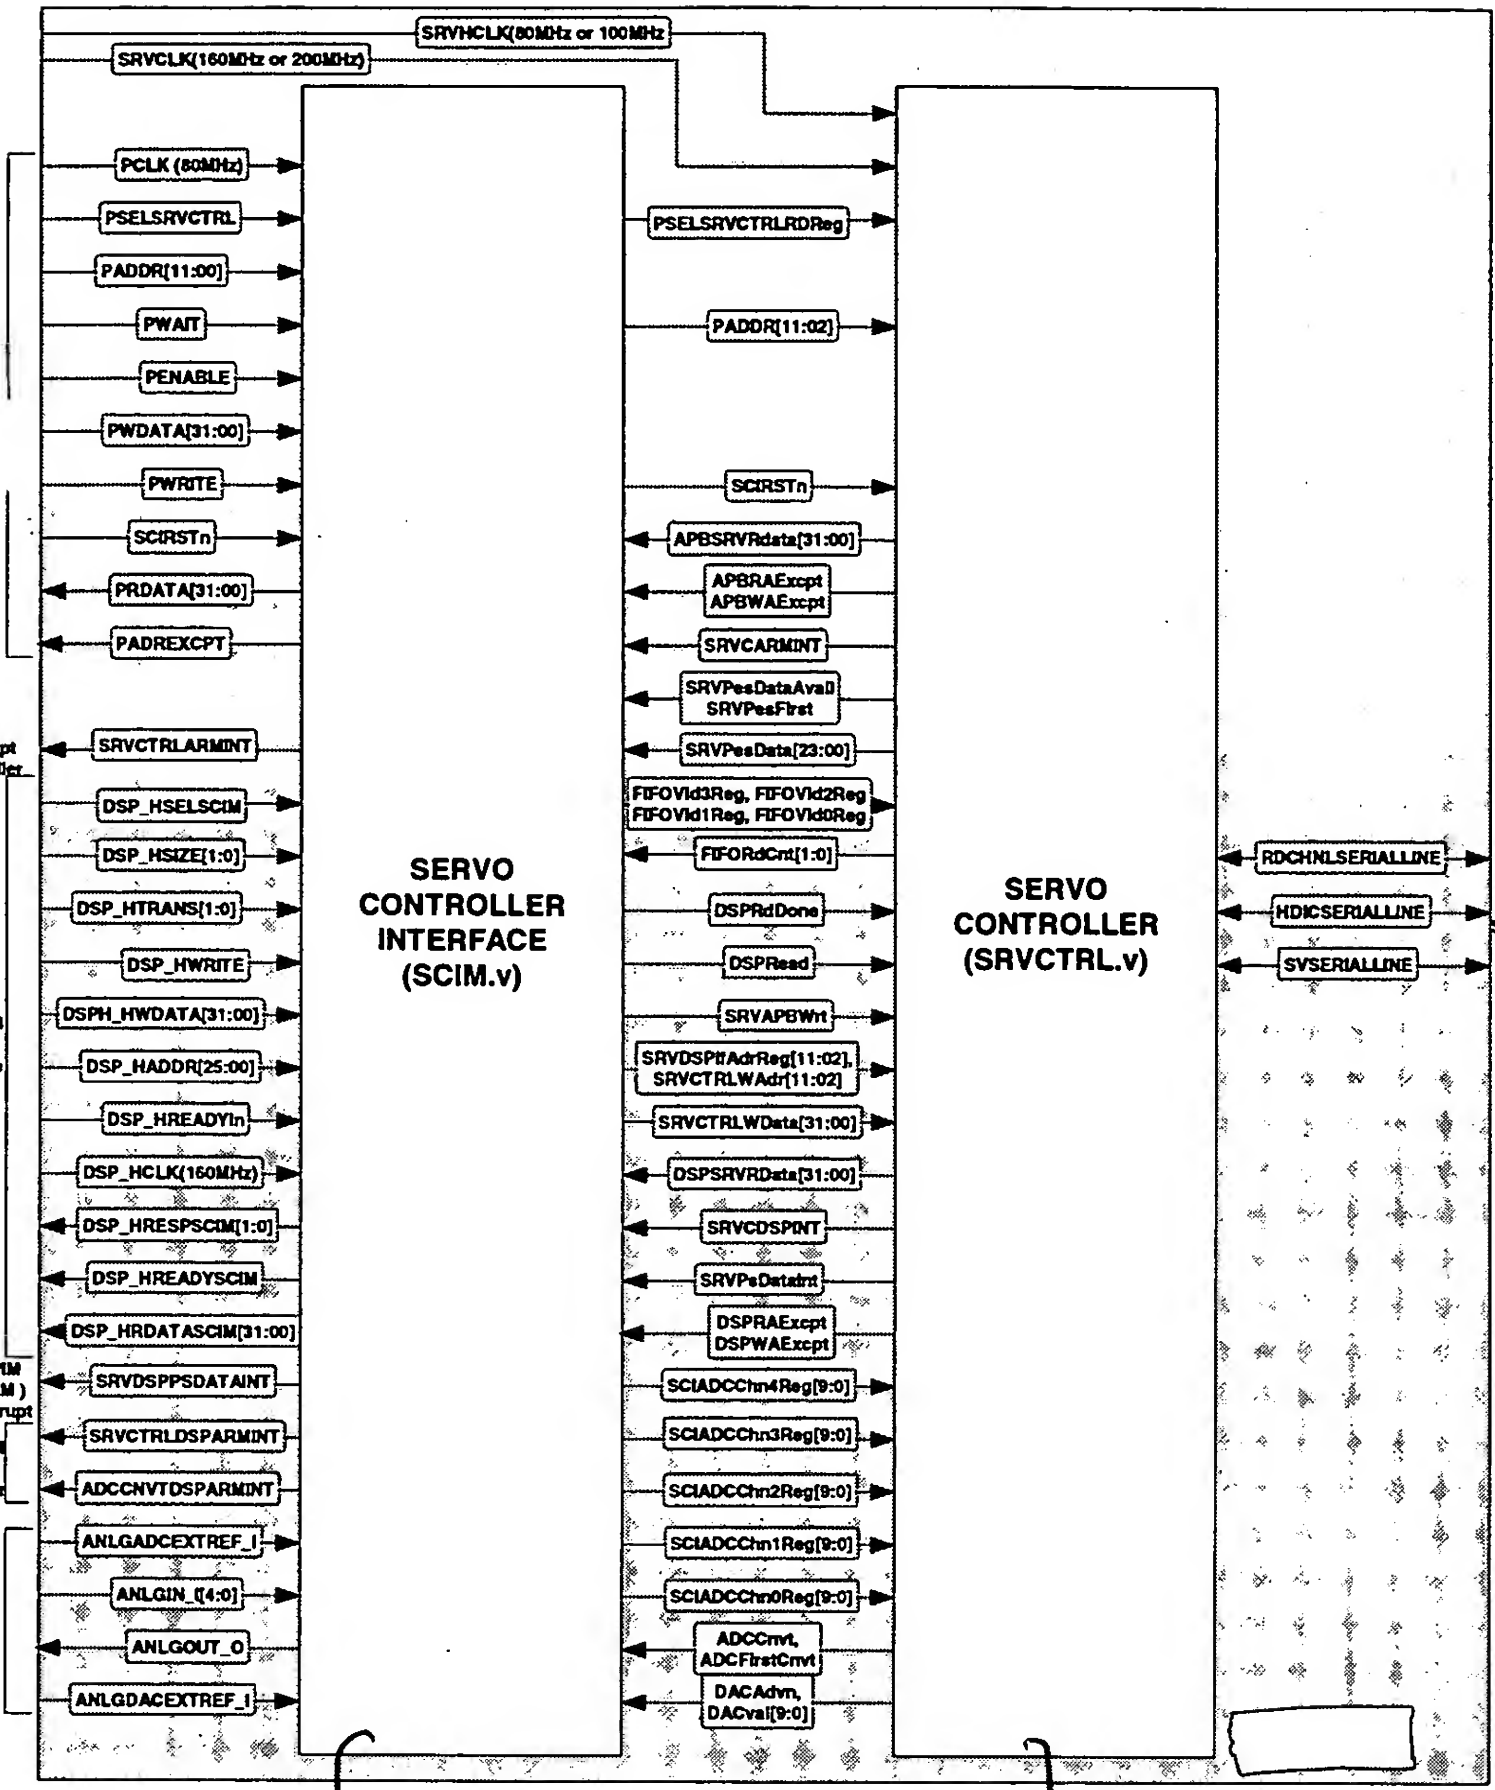 SRVHCLK(80MHz or 100MHz
SRVCLK(160MHz or 200MHz)
PCLK (80MHz)
PSELSRVCTRL
PADDR[11:00]
PWAIT
PENABLE
PWDATA[31:00]
PWRITE
SCIRSTn
PRDATA[31:00]
PADREXCPT
SRVCTRLARMINT
DSP_HSELSCIM
DSP_HSIZE[1:0]
DSP_HTRANS[1:0]
DSP_HWRITE
DSPH_HWDATA[31:00]
DSP_HADDR[25:00]
DSP_HREADYIn
DSP_HCLK(160MHz)
DSP_HRESPSCIM[1:0]
DSP_HREADYSCIM
DSP_HRDATASCIM[31:00]
SRVDSPPSDATAINT
SRVCTRLDSPARMINT
ADCCNVTDSPARMINT
ANLGADCEXTREF_I
ANLGIN_I[4:0]
ANLGOUT_O
ANLGDACEXTREF_I
SERVO
CONTROLLER
INTERFACE
(SCIM.v)
PSELSRVCTRLRDReg
PADDR[11:02]
SCIRSTn
APBSRVRdata[31:00]
APBRAExcpt
APBWAExcpt
SRVCARMINT
SRVPesDataAvail
SRVPesFirst
SRVPesData[23:00]
FIFOVld3Reg, FIFOVld2Reg
FIFOVld1Reg, FIFOVld0Reg
FIFORdCnt[1:0]
DSPRdDone
DSPRead
SRVAPBWrt
SRVDSPItfAdrReg[11:02],
SRVCTRLWAdr[11:02]
SRVCTRLWData[31:00]
DSPSRVRData[31:00]
SRVCDSPINT
SRVPsDataInt
DSPRAExcpt
DSPWAExcpt
SCIADCChn4Reg[9:0]
SCIADCChn3Reg[9:0]
SCIADCChn2Reg[9:0]
SCIADCChn1Reg[9:0]
SCIADCChn0Reg[9:0]
ADCCnvt,
ADCFirstCnvt
DACAdvn,
DACval[9:0]
SERVO
CONTROLLER
(SRVCTRL.v)
RDCHNLSERIALLINE
HDICSERIALLINE
SVSERIALLINE